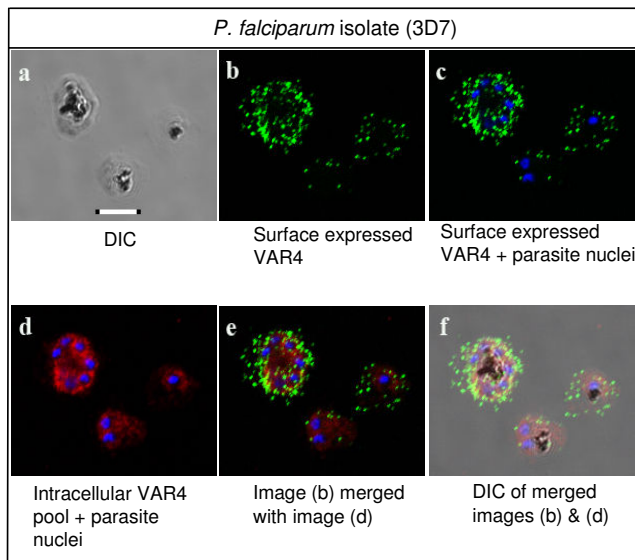 P. falciparum isolate (3D7)
a
b
c
DIC
Surface expressed
VAR4
Surface expressed
VAR4 + parasite nuclei
d
e
f
Intracellular VAR4
pool + parasite
nuclei
Image (b) merged
with image (d)
DIC of merged
images (b) & (d)